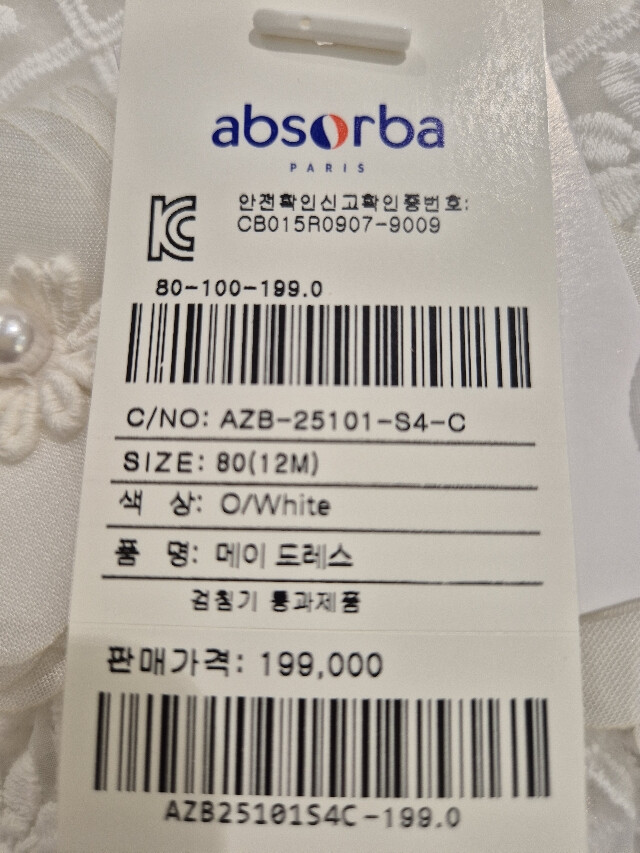 absorba
PARIS
안전확인신고확인증번호:
CB015R0907-9009
80-100-199.0
C/NO: AZB-25101-S4-C
SIZE: 80(12M)
색 상: O/White
품 명: 메이 드레스
검침기 통과제품
판매가격: 199,000
AZB25101S4C-199.0